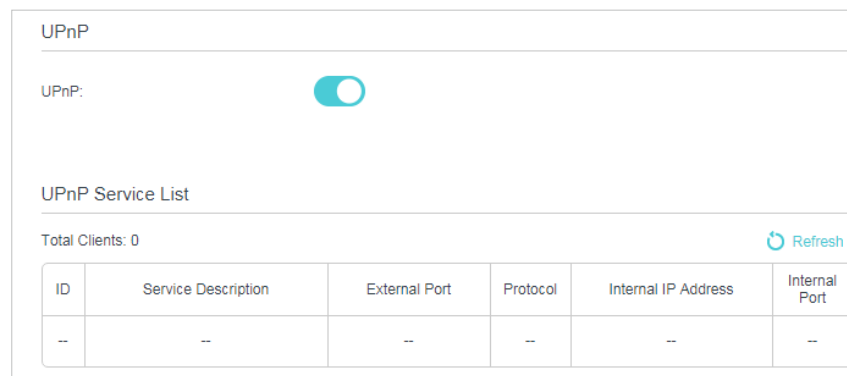 UPnP
UPnP:
UPnP Service List
Total Clients: 0
Refresh
ID Service Description External Port Protocol Internal IP Address Internal Port
-- -- -- -- -- --